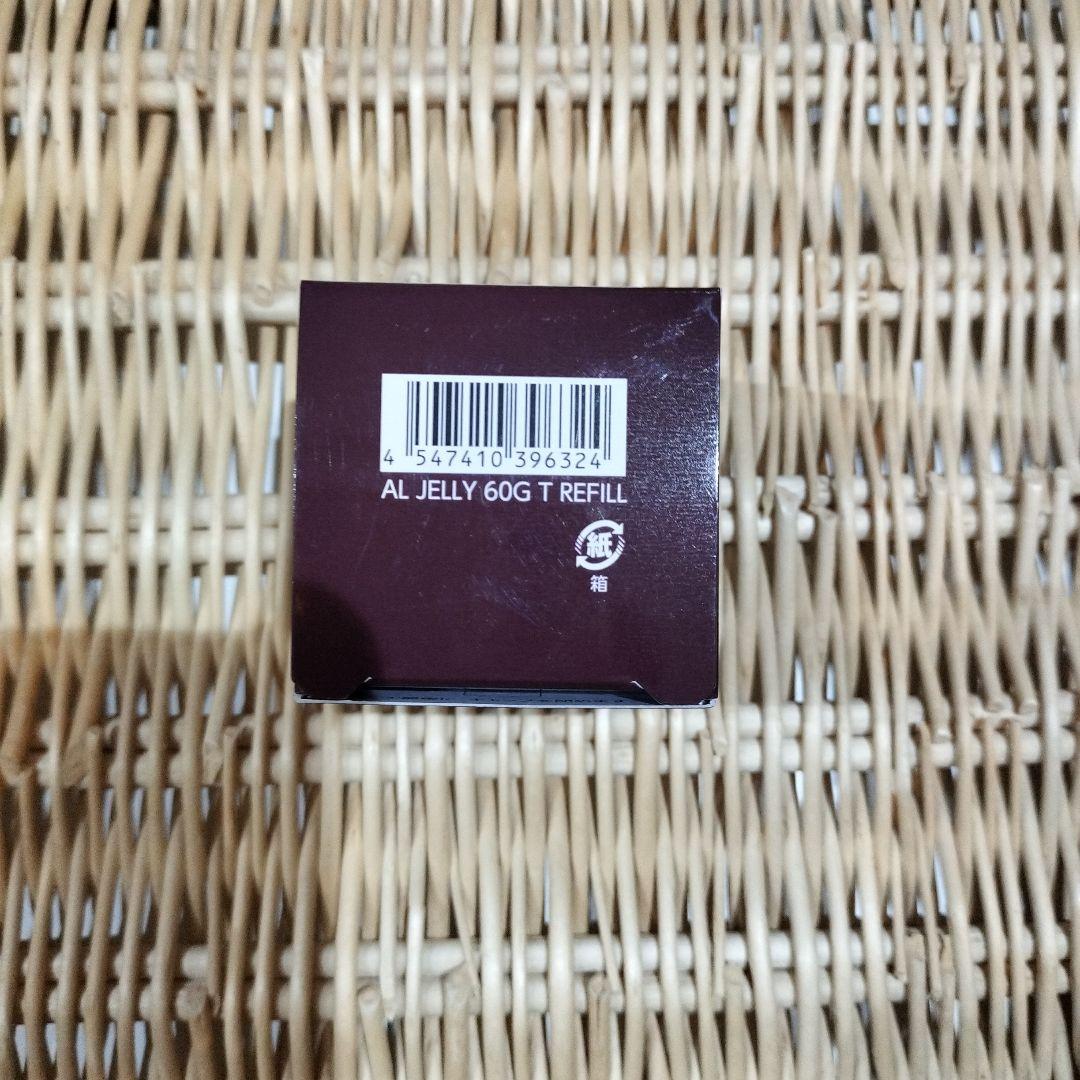 4 547410 396324
AL JELLY 60G T REFILL
紙
箱